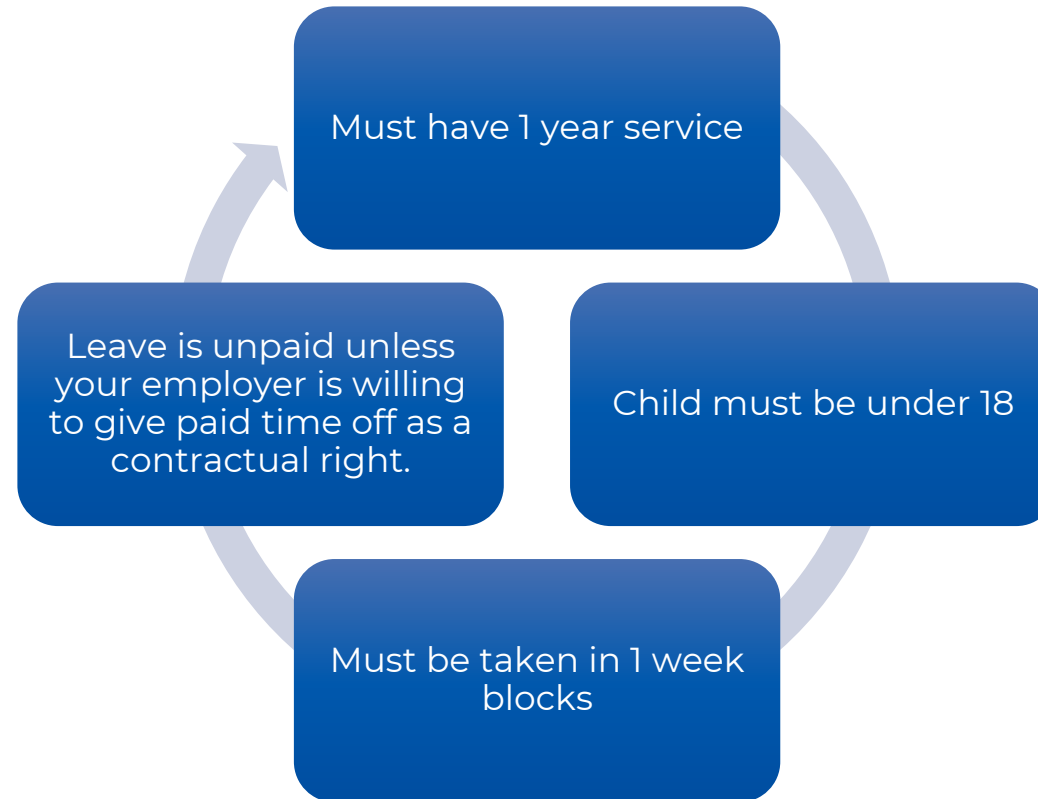 Must have 1 year service
Child must be under 18
Must be taken in 1 week
blocks
Leave is unpaid unless
your employer is willing
to give paid time off as a
contractual right.